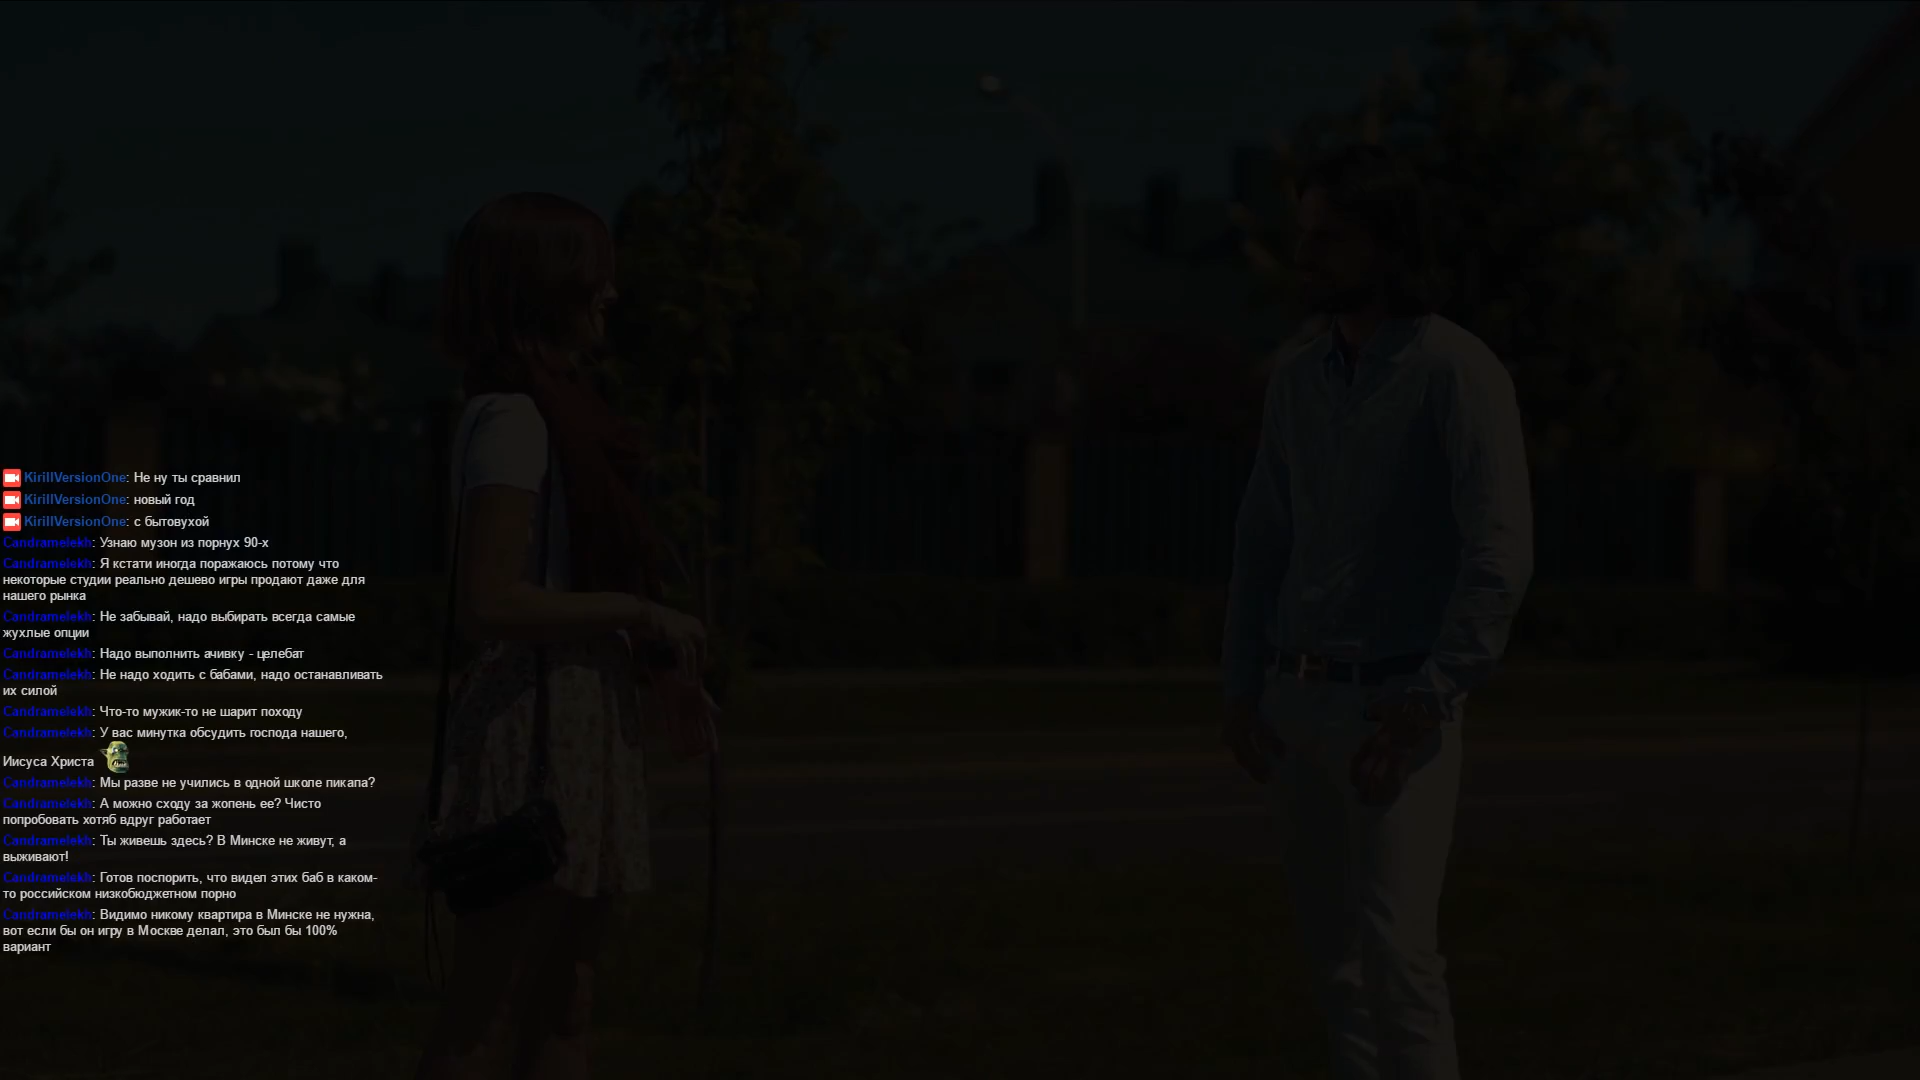 KirillVersionOne: Не ну ты сравнил
KirillVersionOne: новый год
KirillVersionOne: с бытовухой
Candramelekh: Узнаю музон из порнух 90-х
Candramelekh: Я кстати иногда поражаюсь потому что
некоторые студии реально дешево игры продают даже для
нашего рынка
Candramelekh: Не забывай, надо выбирать всегда самые
жухлые опции
Candramelekh: Надо выполнить ачивку - целебат
Candramelekh: Не надо ходить с бабами, надо останавливать
их силой
Candramelekh: Что-то мужик-то не шарит походу
Candramelekh: У вас минутка обсудить господа нашего,
Иисуса Христа
Candramelekh: Мы разве не учились в одной школе пикапа?
Candramelekh: А можно сходу за жопень ее? Чисто
попробовать хотяб вдруг работает
Candramelekh: Ты живешь здесь? В Минске не живут, а
выживают!
Candramelekh: Готов поспорить, что видел этих баб в каком-
то российском низкобюджетном порно
Candramelekh: Видимо никому квартира в Минске не нужна,
вот если бы он игру в Москве делал, это был бы 100%
вариант